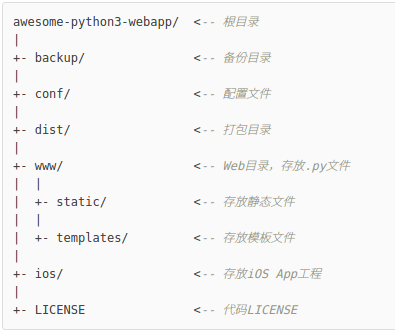 awesome-python3-webapp/  <-- 根目录
|
+- backup/               <-- 备份目录
|
+- conf/                 <-- 配置文件
|
+- dist/                 <-- 打包目录
|
+- www/                  <-- Web目录，存放.py文件
|  |
|  +- static/            <-- 存放静态文件
|  |
|  +- templates/         <-- 存放模板文件
|
+- ios/                  <-- 存放iOS App工程
|
+- LICENSE               <-- 代码LICENSE